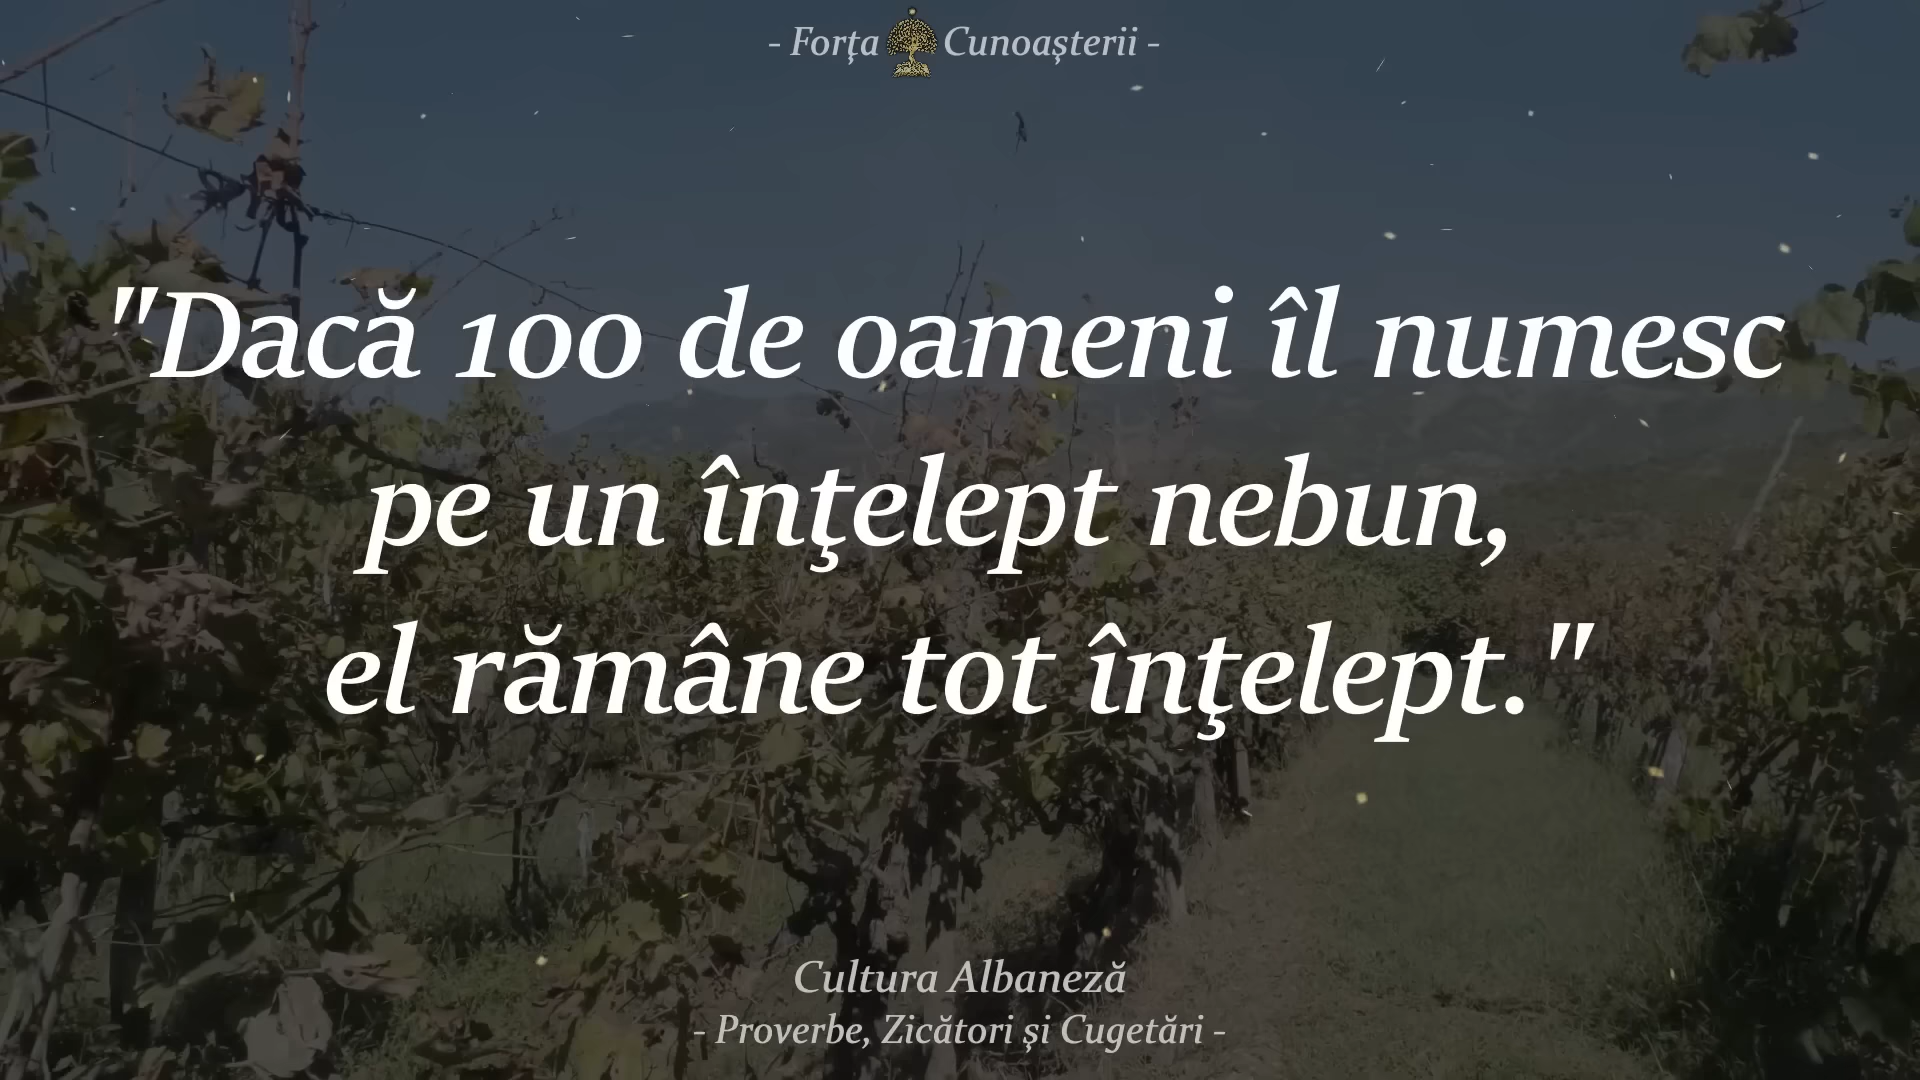 - Forţa Cunoaşterii -
"Dacă 100 de oameni îl numesc
pe un înţelept nebun,
el rămâne tot înţelept."
Cultura Albaneză
- Proverbe, Zicători şi Cugetări -